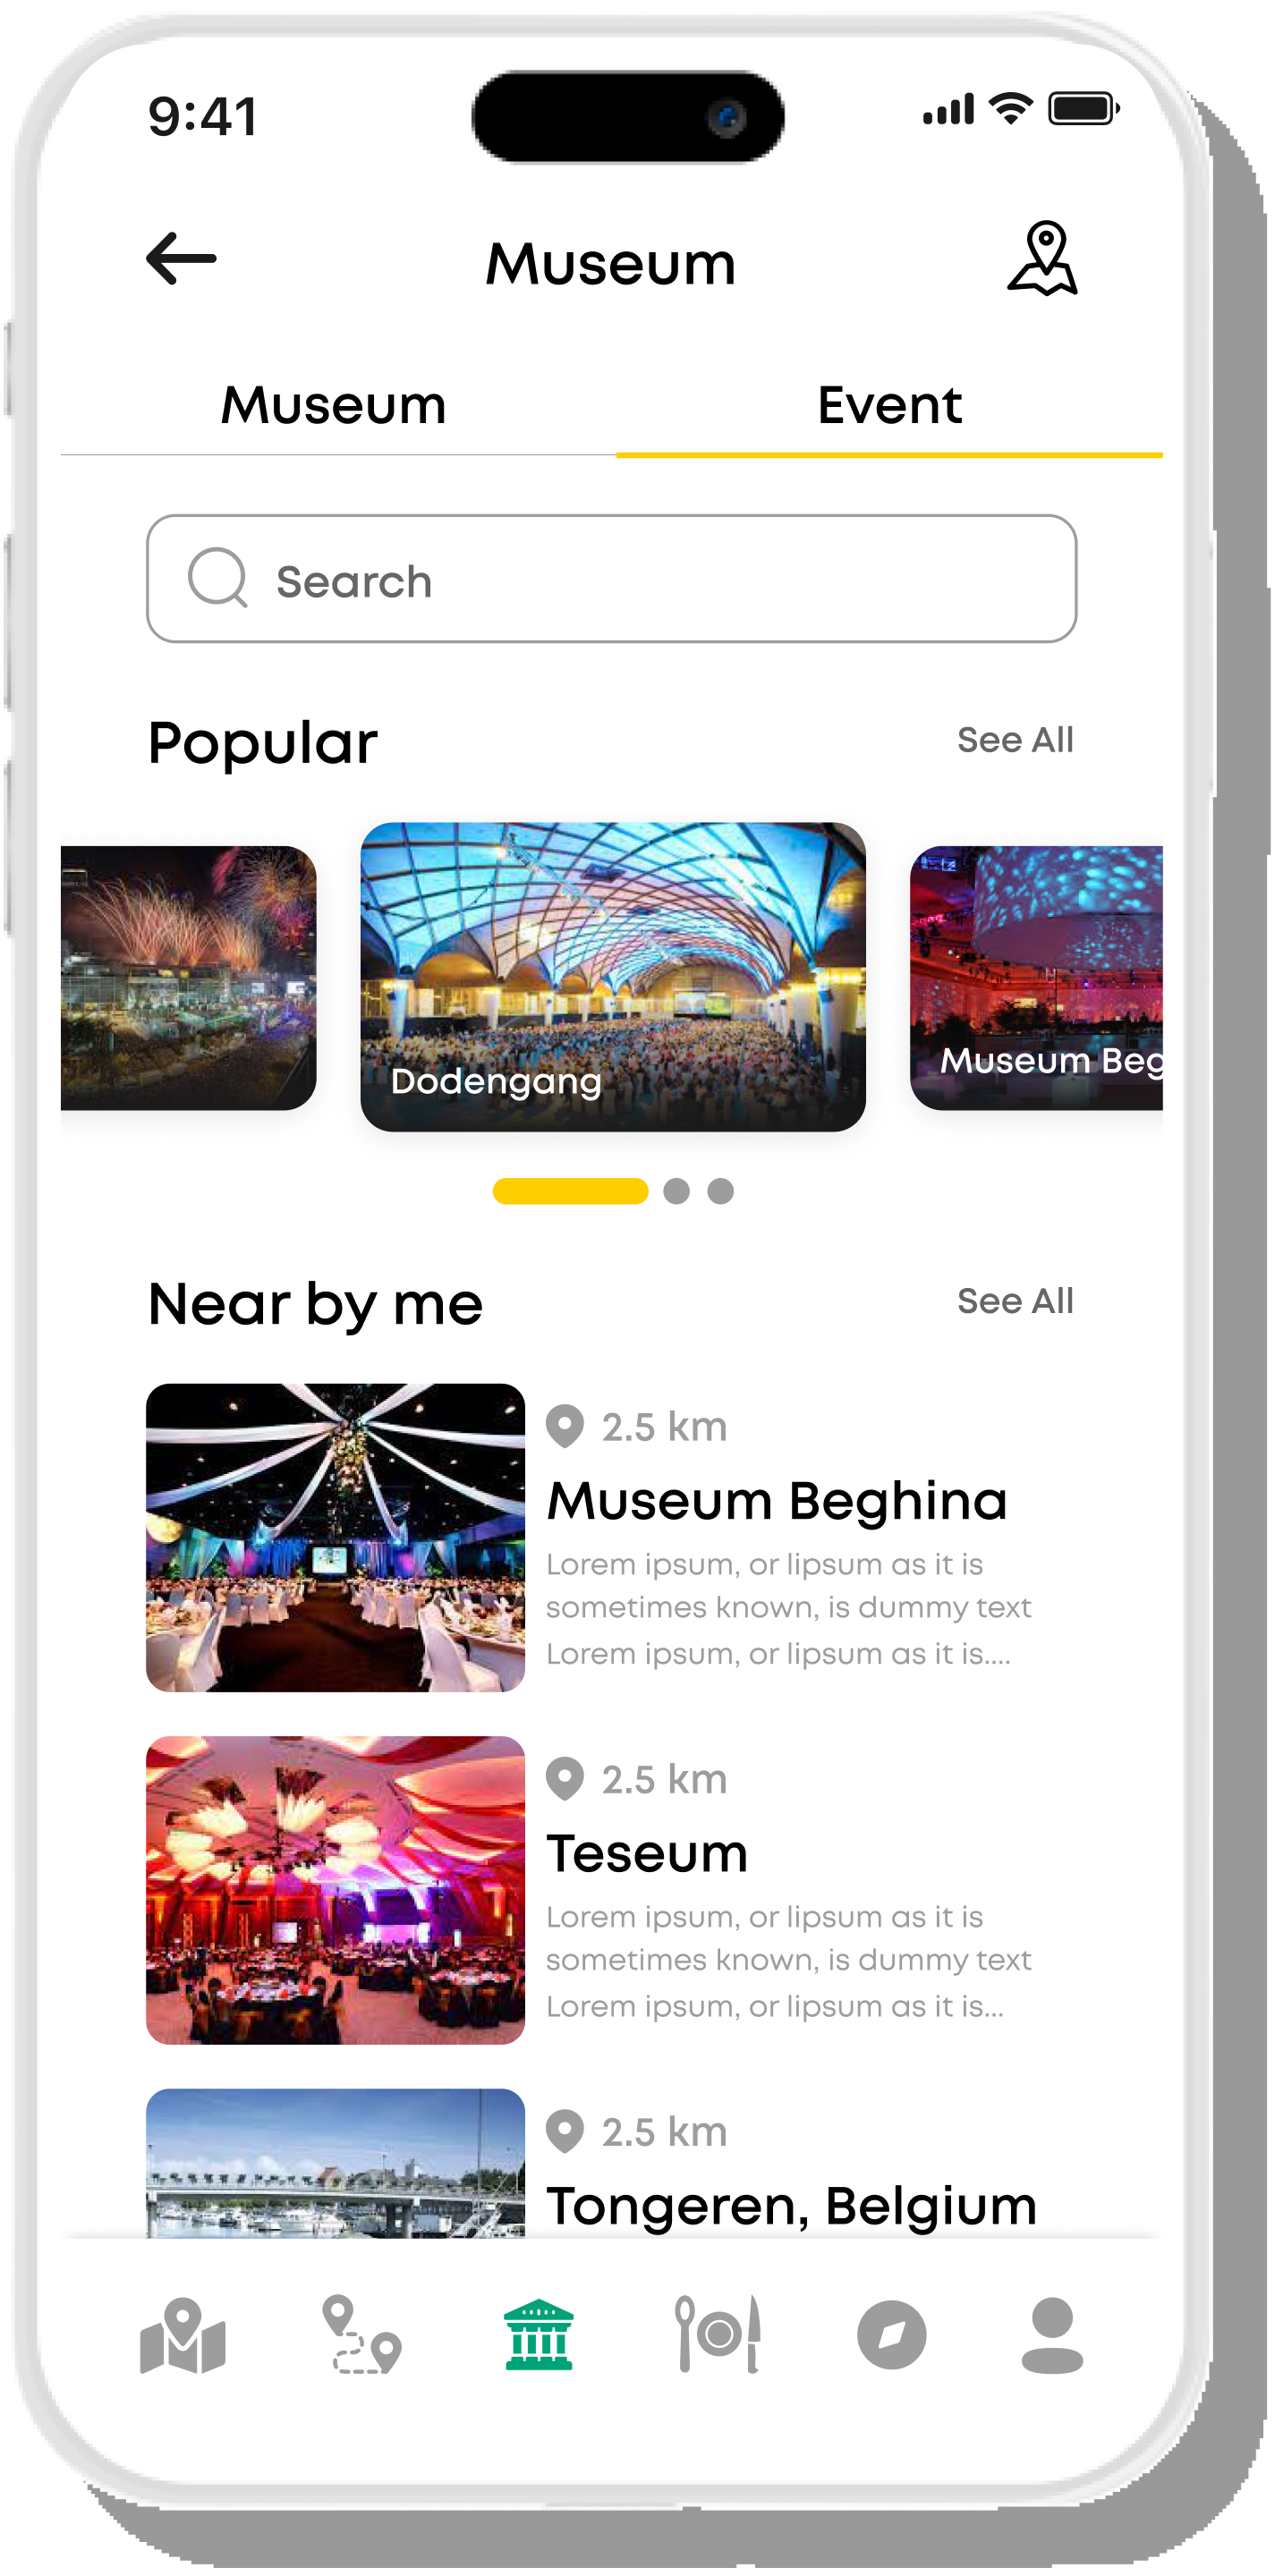 9:41
Museum
Museum
Event
Search
Popular
See All
Dodengang
Museum Beg
Near by me
See All
2.5 km
Museum Beghina
Lorem ipsum, or lipsum as it is
sometimes known, is dummy text
Lorem ipsum, or lipsum as it is....
2.5 km
Teseum
Lorem ipsum, or lipsum as it is
sometimes known, is dummy text
Lorem ipsum, or lipsum as it is...
2.5 km
Tongeren, Belgium